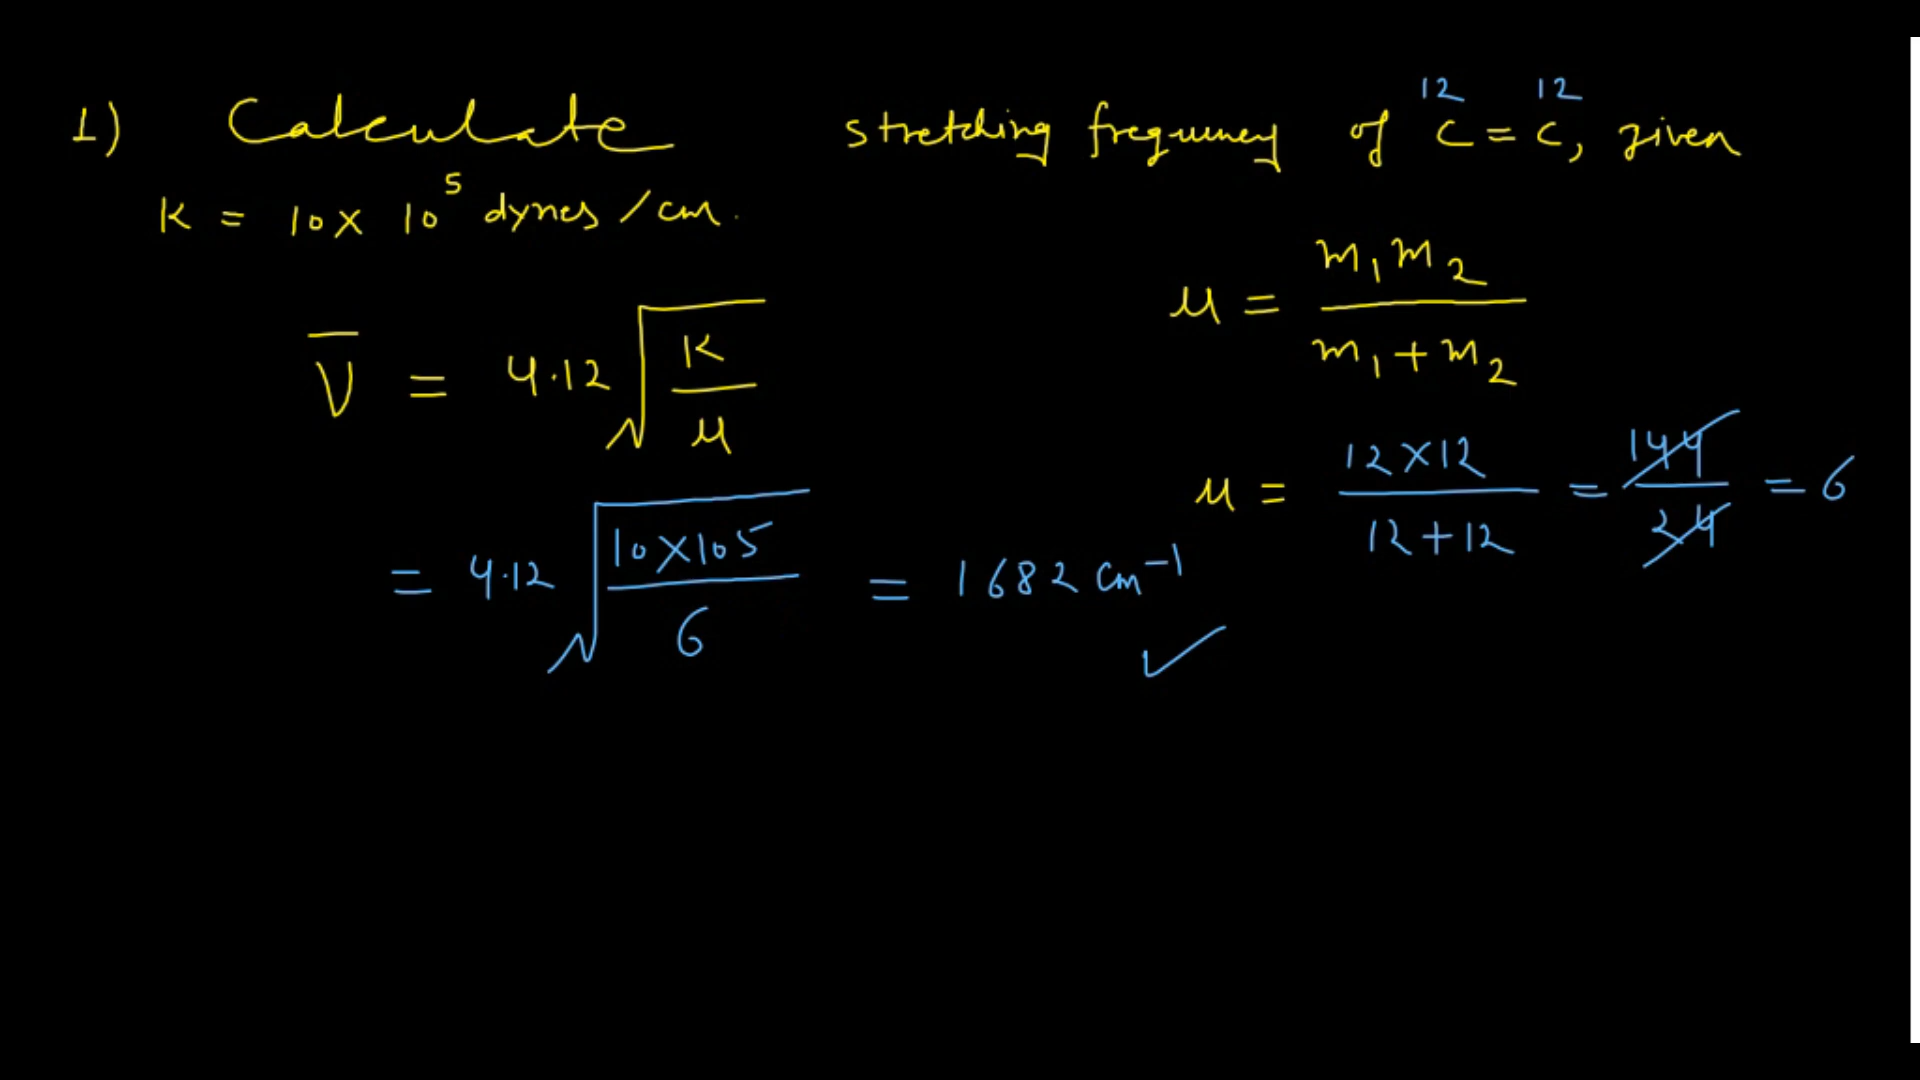 1) Calculate stretching frequency of ¹²C = ¹²C, given
K = 10 × 10⁵ dynes / cm.
μ = m₁m₂ / m₁ + m₂
ν̅ = 4.12 √(K / μ)
μ = 12×12 / 12+12 = 144 / 24 = 6
= 4.12 √(10×10⁵ / 6) = 1682 cm⁻¹ ✓